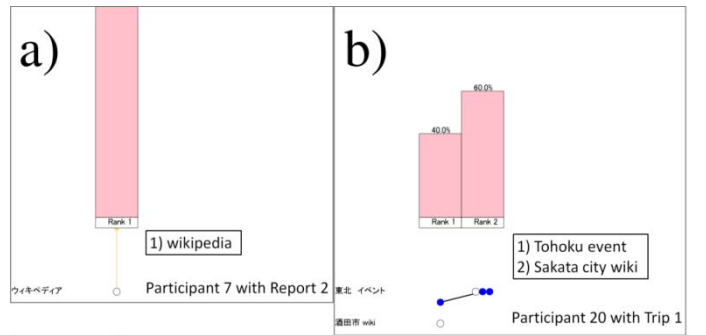 a)
Rank 1
1) wikipedia
ウィキペディア
Participant 7 with Report 2
b)
60.0%
40.0%
Rank 1
Rank 2
1) Tohoku event
2) Sakata city wiki
東北 イベント
酒田市 wiki
Participant 20 with Trip 1